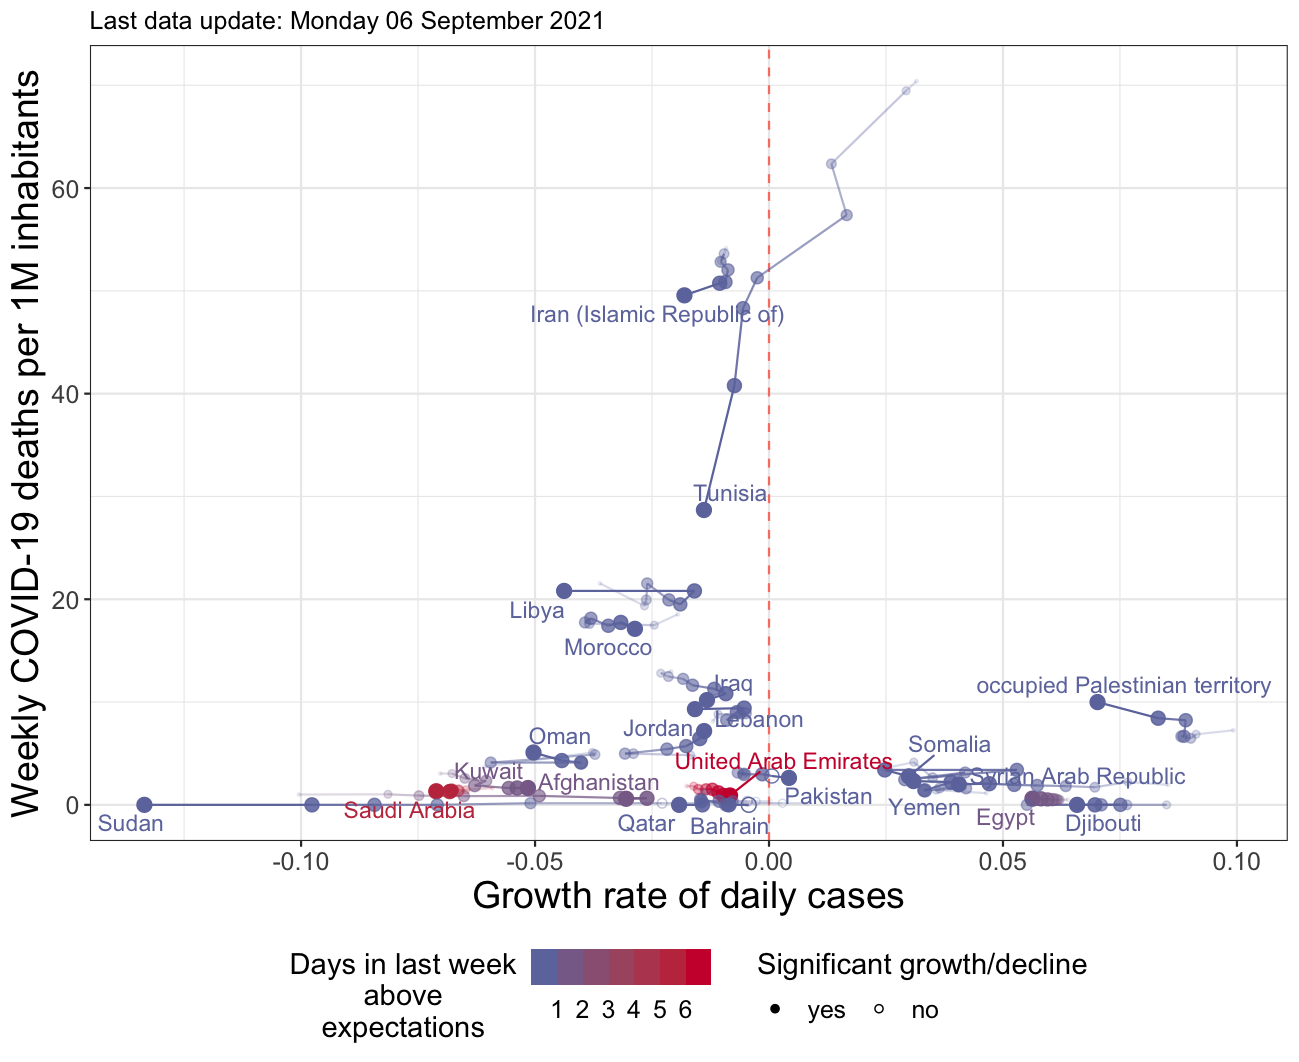 Last data update: Monday 06 September 2021
Weekly COVID-19 deaths per 1M inhabitants
60
40
20
0
Iran (Islamic Republic of)
Tunisia
Libya
Morocco
Iraq
occupied Palestinian territory
Jordan
Lebanon
Oman
Somalia
United Arab Emirates
Kuwait
Afghanistan
Syrian Arab Republic
Pakistan
Saudi Arabia
Yemen
Egypt
Sudan
Qatar
Bahrain
Djibouti
-0.10
-0.05
0.00
0.05
0.10
Growth rate of daily cases
Days in last week
above
expectations
1 2 3 4 5 6
Significant growth/decline
yes
no